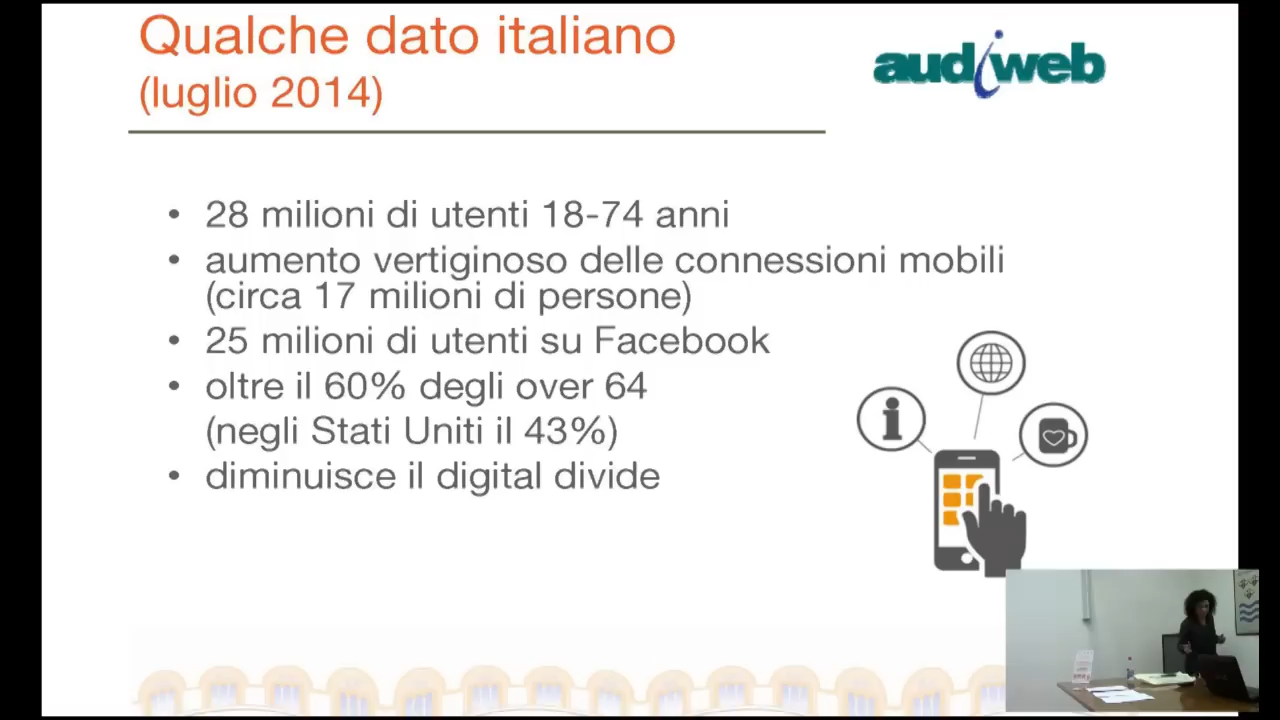 Qualche dato italiano
(luglio 2014)
audiweb
• 28 milioni di utenti 18-74 anni
• aumento vertiginoso delle connessioni mobili
(circa 17 milioni di persone)
• 25 milioni di utenti su Facebook
• oltre il 60% degli over 64
(negli Stati Uniti il 43%)
• diminuisce il digital divide